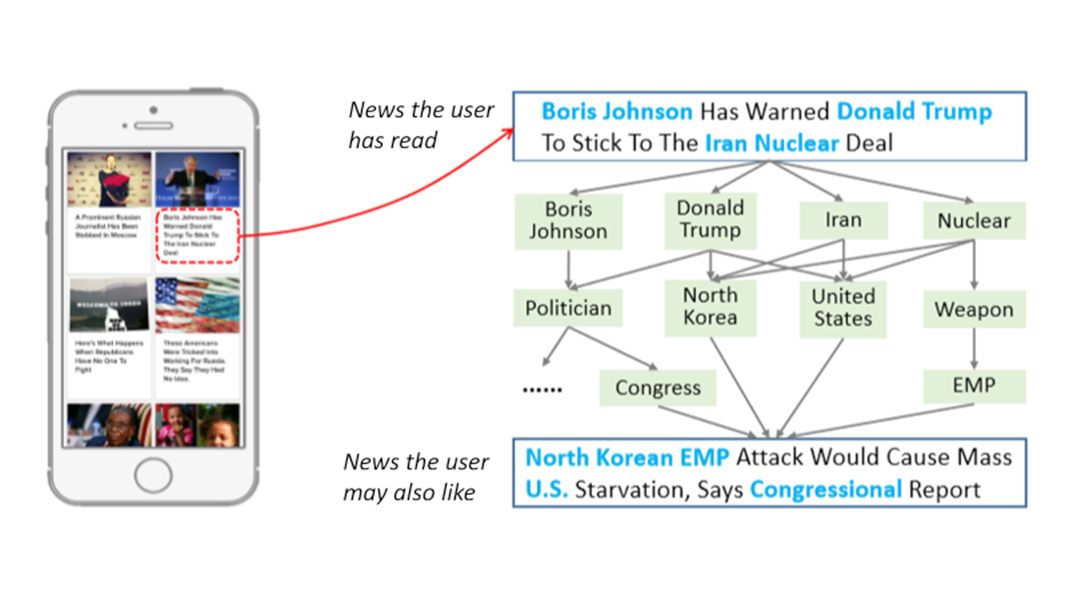 News the user
has read
Boris Johnson Has Warned Donald Trump
To Stick To The Iran Nuclear Deal
A Prominent Russian
Journalist Has Been
Stabbed In Moscow
Boris Johnson Has
Warned Donald
Trump To Stick To
The Iran Nuclear
Deal
Boris
Johnson
Donald
Trump
Iran
Nuclear
WELCOME TO
Here's What Happens
When Republicans
Have No One To
Fight
These Americans
Were Tricked Into
Working For Russia.
They Say They Had
No Idea.
Politician
North
Korea
United
States
Weapon
......
Congress
EMP
News the user
may also like
North Korean EMP Attack Would Cause Mass
U.S. Starvation, Says Congressional Report